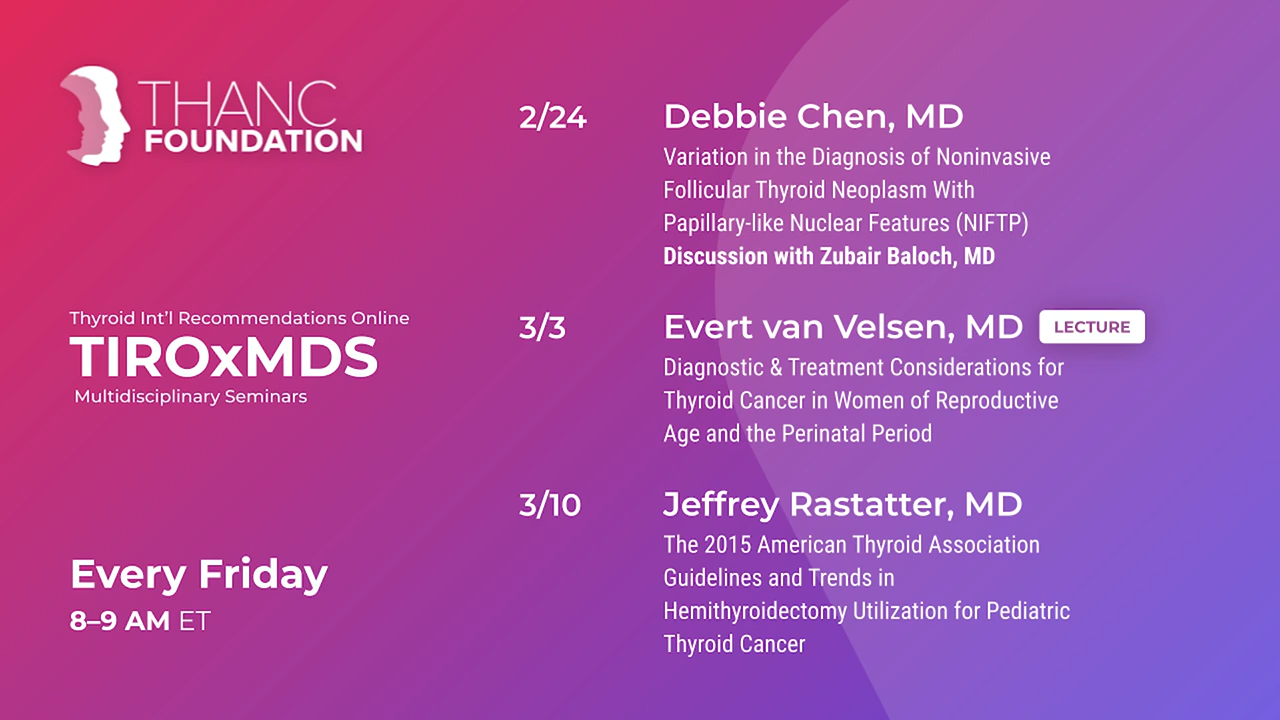 THANC
FOUNDATION
Thyroid Int'l Recommendations Online
TIROxMDS
Multidisciplinary Seminars
Every Friday
8–9 AM ET
2/24
Debbie Chen, MD
Variation in the Diagnosis of Noninvasive
Follicular Thyroid Neoplasm With
Papillary-like Nuclear Features (NIFTP)
Discussion with Zubair Baloch, MD
3/3
Evert van Velsen, MD LECTURE
Diagnostic & Treatment Considerations for
Thyroid Cancer in Women of Reproductive
Age and the Perinatal Period
3/10
Jeffrey Rastatter, MD
The 2015 American Thyroid Association
Guidelines and Trends in
Hemithyroidectomy Utilization for Pediatric
Thyroid Cancer